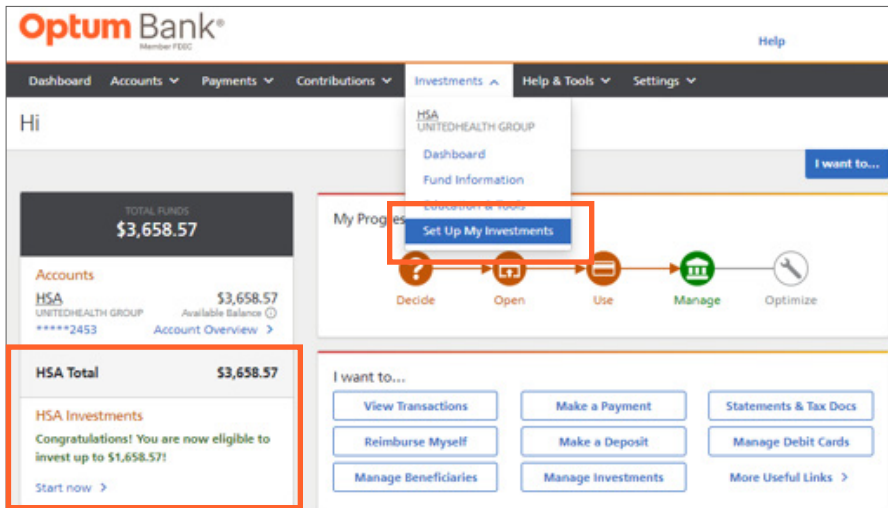 Optum Bank®
Member FDIC
Help
Dashboard Accounts Payments Contributions Investments Help & Tools Settings
Hi
HSA
UNITEDHEALTH GROUP
Dashboard
Fund Information
Education & Tools
Set Up My Investments
I want to...
TOTAL FUNDS
$3,658.57
Accounts
HSA $3,658.57
UNITEDHEALTH GROUP Available Balance
*****2453 Account Overview >
HSA Total $3,658.57
HSA Investments
Congratulations! You are now eligible to
invest up to $1,658.57!
Start now >
My Progres
Decide Open Use Manage Optimize
I want to...
View Transactions Make a Payment Statements & Tax Docs
Reimburse Myself Make a Deposit Manage Debit Cards
Manage Beneficiaries Manage Investments More Useful Links >